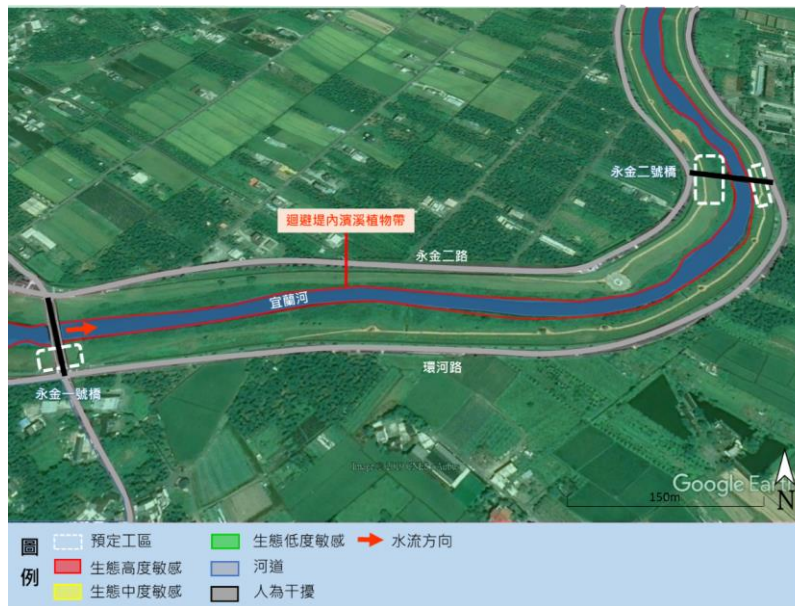 永金二號橋
迴避堤內濱溪植物帶
永金二路
宜蘭河
環河路
永金一號橋
Google Earth
150m
N
圖例
預定工區
生態低度敏感
水流方向
生態高度敏感
河道
生態中度敏感
人為干擾